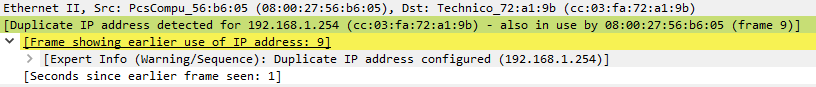 Ethernet II, Src: PcsCompu_56:b6:05 (08:00:27:56:b6:05), Dst: Technico_72:a1:9b (cc:03:fa:72:a1:9b)
[Duplicate IP address detected for 192.168.1.254 (cc:03:fa:72:a1:9b) - also in use by 08:00:27:56:b6:05 (frame 9)]
[Frame showing earlier use of IP address: 9]
[Expert Info (Warning/Sequence): Duplicate IP address configured (192.168.1.254)]
[Seconds since earlier frame seen: 1]